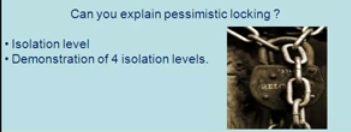 Can you explain pessimistic locking ?
• Isolation level
• Demonstration of 4 isolation levels.